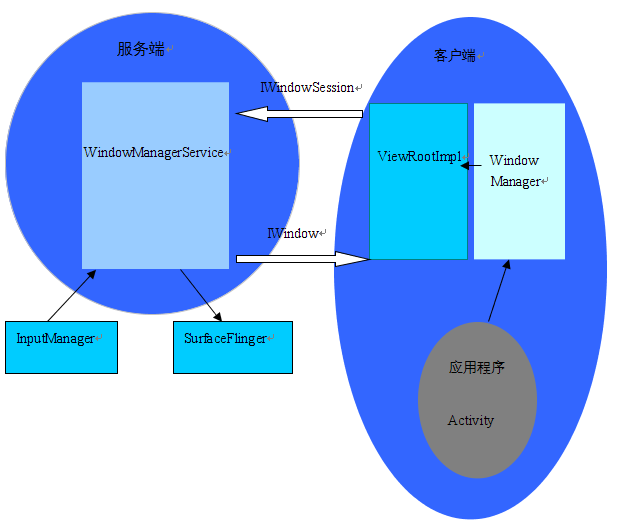 服务端
客户端
IWindowSession
WindowManagerService
ViewRootImpl
Window
Manager
IWindow
InputManager
SurfaceFlinger
应用程序
Activity